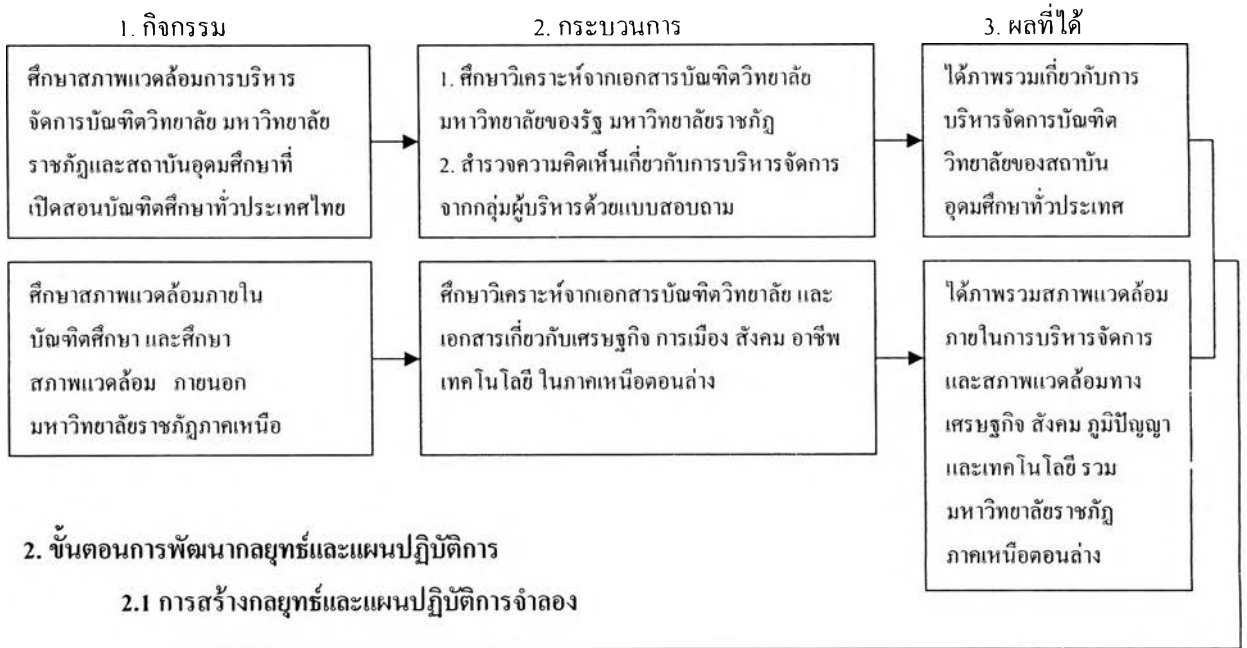 1. กิจกรรม
2. กระบวนการ
3. ผลที่ได้
ศึกษาสภาพแวดล้อมการบริหาร
จัดการบัณฑิตวิทยาลัย มหาวิทยาลัย
ราชภัฏและสถาบันอุดมศึกษาที่
เปิดสอนบัณฑิตศึกษาทั่วประเทศไทย
1. ศึกษาวิเคราะห์จากเอกสารบัณฑิตวิทยาลัย
มหาวิทยาลัยของรัฐ มหาวิทยาลัยราชภัฏ
2. สำรวจความคิดเห็นเกี่ยวกับการบริหารจัดการ
จากกลุ่มผู้บริหารด้วยแบบสอบถาม
ได้ภาพรวมเกี่ยวกับการ
บริหารจัดการบัณฑิต
วิทยาลัยของสถาบัน
อุดมศึกษาทั่วประเทศ
ศึกษาสภาพแวดล้อมภายใน
บัณฑิตศึกษา และศึกษา
สภาพแวดล้อม ภายนอก
มหาวิทยาลัยราชภัฏภาคเหนือ
ศึกษาวิเคราะห์จากเอกสารบัณฑิตวิทยาลัย และ
เอกสารเกี่ยวกับเศรษฐกิจ การเมือง สังคม อาชีพ
เทคโนโลยี ในภาคเหนือตอนล่าง
ได้ภาพรวมสภาพแวดล้อม
ภายในการบริหารจัดการ
และสภาพแวดล้อมทาง
เศรษฐกิจ สังคม ภูมิปัญญา
และเทคโนโลยี รวม
มหาวิทยาลัยราชภัฏ
ภาคเหนือตอนล่าง
2. ขั้นตอนการพัฒนากลยุทธ์และแผนปฏิบัติการ
2.1 การสร้างกลยุทธ์และแผนปฏิบัติการจำลอง